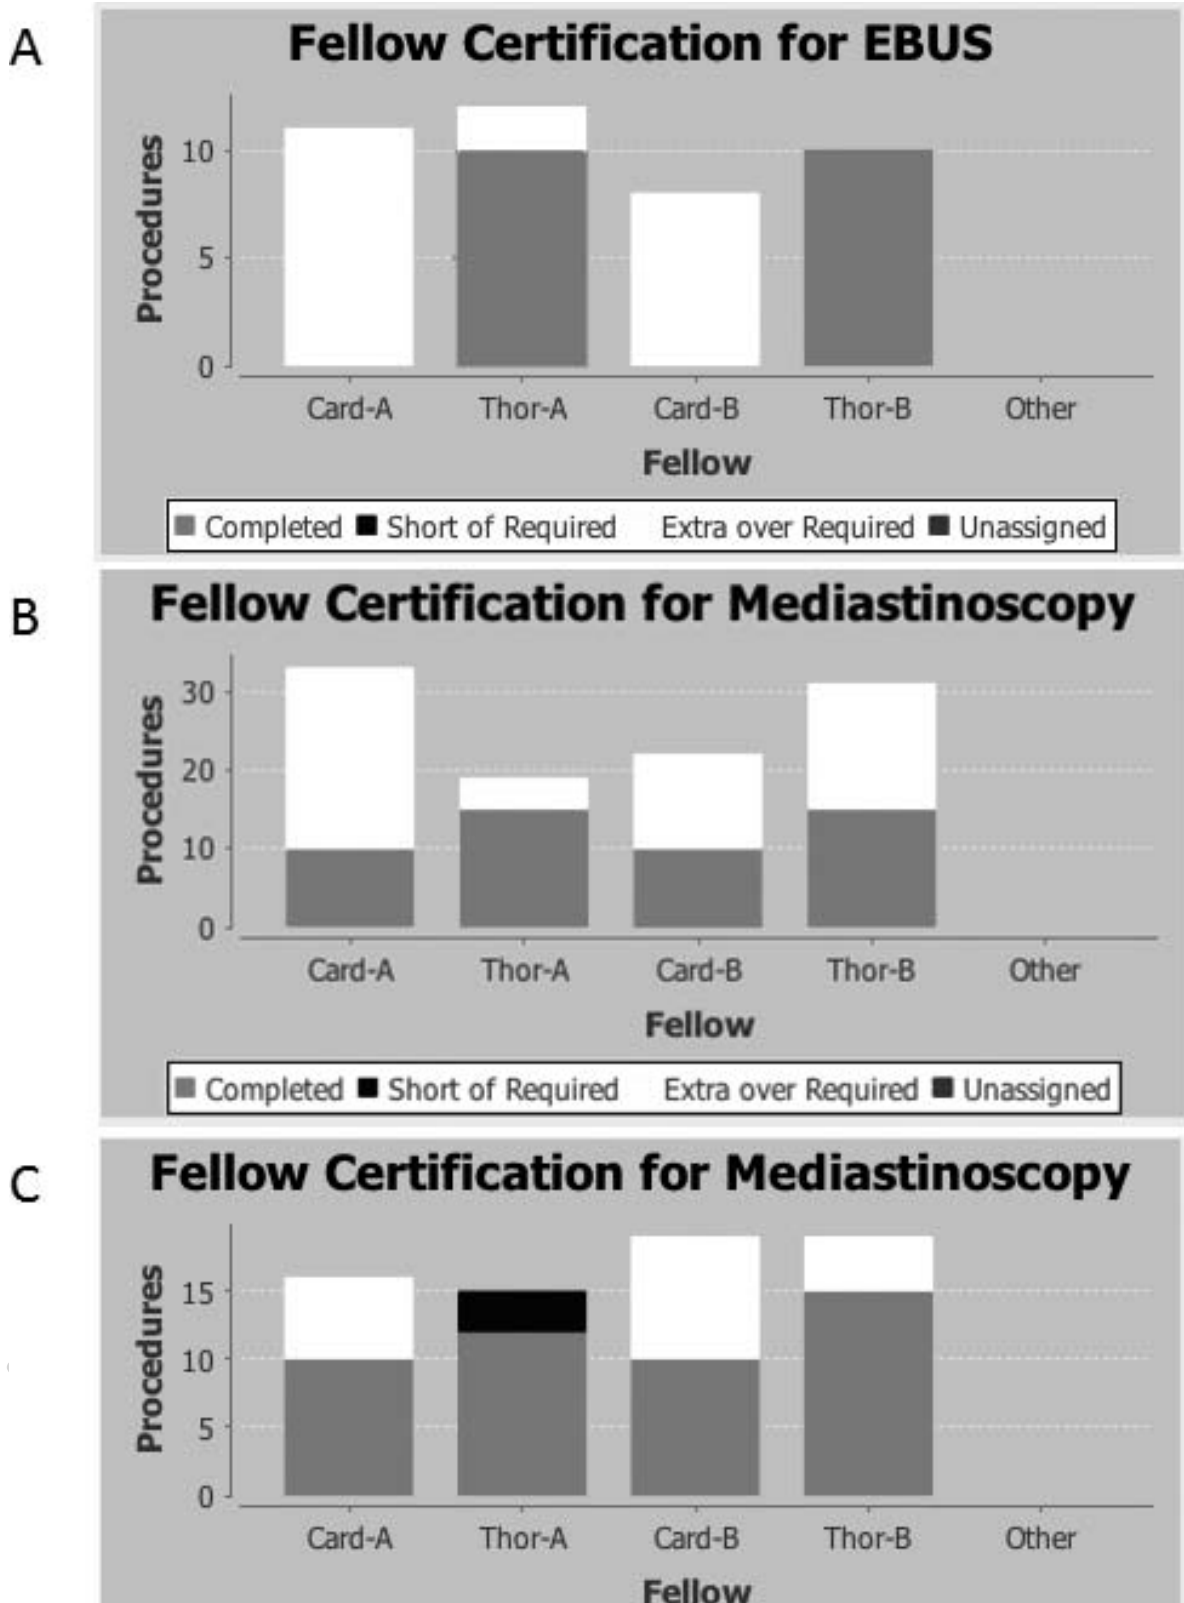 A
Fellow Certification for EBUS
Procedures
10
5
0
Card-A Thor-A Card-B Thor-B Other
Fellow
Completed Short of Required Extra over Required Unassigned
B
Fellow Certification for Mediastinoscopy
Procedures
30
20
10
0
Card-A Thor-A Card-B Thor-B Other
Fellow
Completed Short of Required Extra over Required Unassigned
C
Fellow Certification for Mediastinoscopy
Procedures
15
10
5
0
Card-A Thor-A Card-B Thor-B Other
Fellow